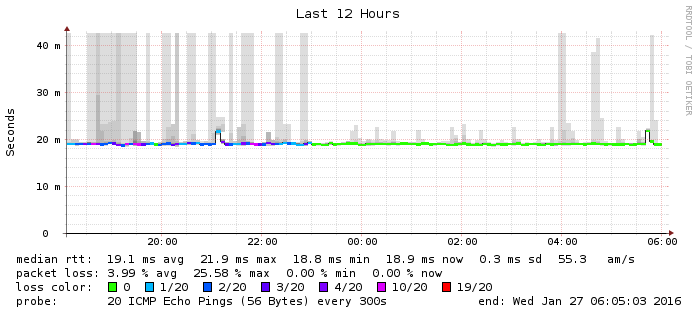 Last 12 Hours
RRDTOOL / TOBI OETIKER
Seconds
40 m
30 m
20 m
10 m
0
20:00 22:00 00:00 02:00 04:00 06:00
median rtt: 19.1 ms avg 21.9 ms max 18.8 ms min 18.9 ms now 0.3 ms sd 55.3 am/s
packet loss: 3.99 % avg 25.58 % max 0.00 % min 0.00 % now
loss color: 0 1/20 2/20 3/20 4/20 10/20 19/20
probe: 20 ICMP Echo Pings (56 Bytes) every 300s end: Wed Jan 27 06:05:03 2016